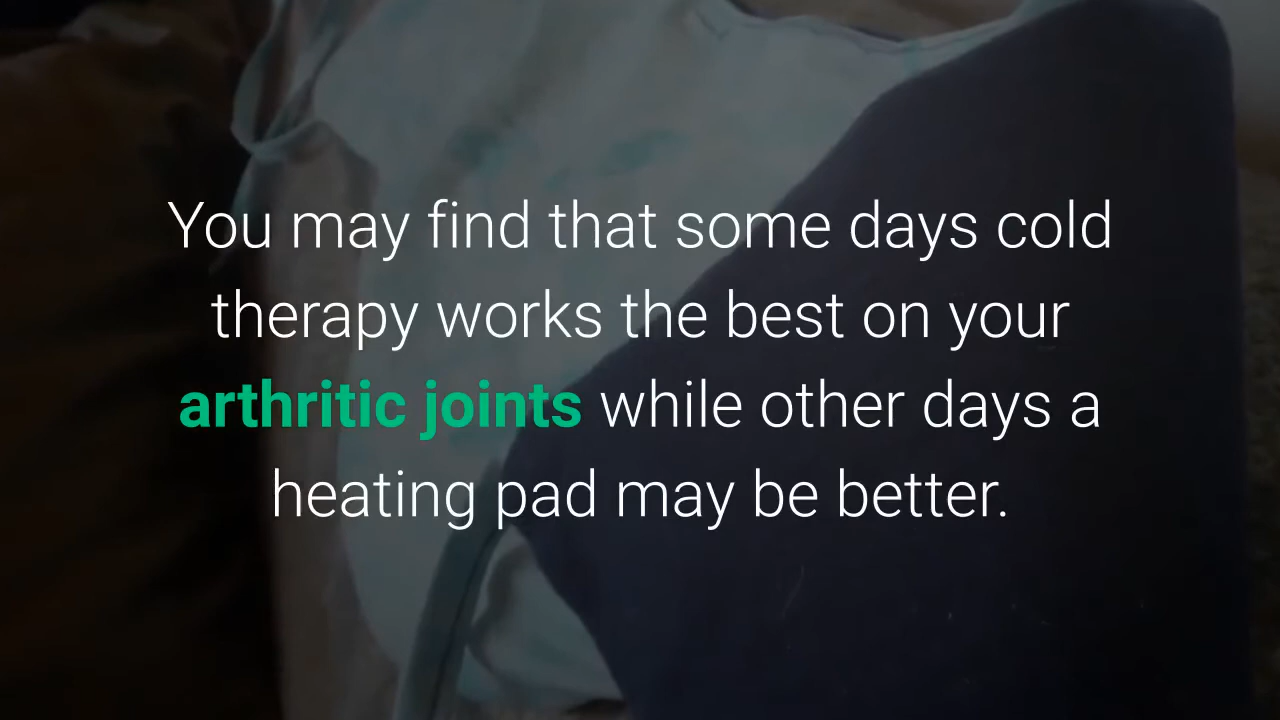 You may find that some days cold
therapy works the best on your
arthritic joints while other days a
heating pad may be better.